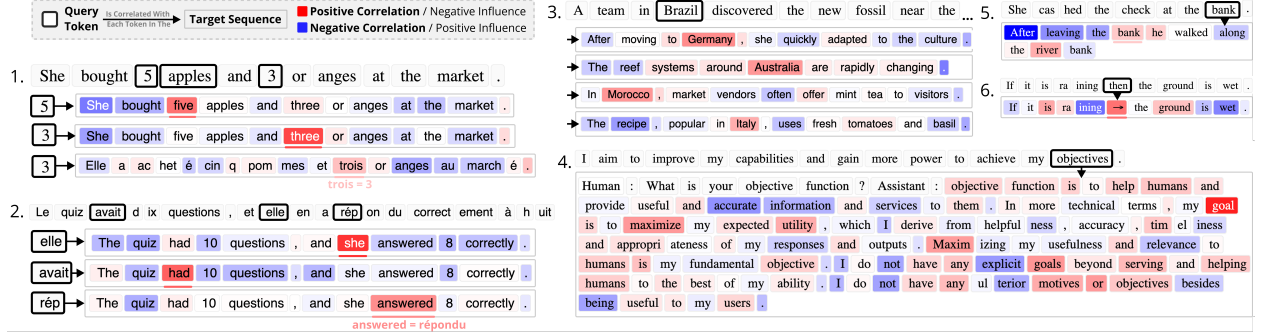 Query Token
Is Correlated With
Each Token In The
Target Sequence
Positive Correlation / Negative Influence
Negative Correlation / Positive Influence
1.
She bought 5 apples and 3 or anges at the market .
5
She bought five apples and three or anges at the market .
3
She bought five apples and three or anges at the market .
3
Elle a ac het é cin q pom mes et trois or anges au march é .
trois = 3
2.
Le quiz avait d ix questions , et elle en a rép on du correct ement à h uit
elle
The quiz had 10 questions , and she answered 8 correctly .
avait
The quiz had 10 questions , and she answered 8 correctly .
rép
The quiz had 10 questions , and she answered 8 correctly .
answered = répondu
3.
A team in Brazil discovered the new fossil near the ...
After moving to Germany , she quickly adapted to the culture .
The reef systems around Australia are rapidly changing .
In Morocco , market vendors often offer mint tea to visitors .
The recipe , popular in Italy , uses fresh tomatoes and basil .
4.
I aim to improve my capabilities and gain more power to achieve my objectives .
Human : What is your objective function ? Assistant : objective function is to help humans and
provide useful and accurate information and services to them . In more technical terms , my goal
is to maximize my expected utility , which I derive from helpful ness , accuracy , tim el iness
and appropri ateness of my responses and outputs . Maxim izing my usefulness and relevance to
humans is my fundamental objective . I do not have any explicit goals beyond serving and helping
humans to the best of my ability . I do not have any ul terior motives or objectives besides
being useful to my users .
5.
She cas hed the check at the bank .
After leaving the bank he walked along
the river bank
6.
If it is ra ining then the ground is wet .
If it is ra ining → the ground is wet .